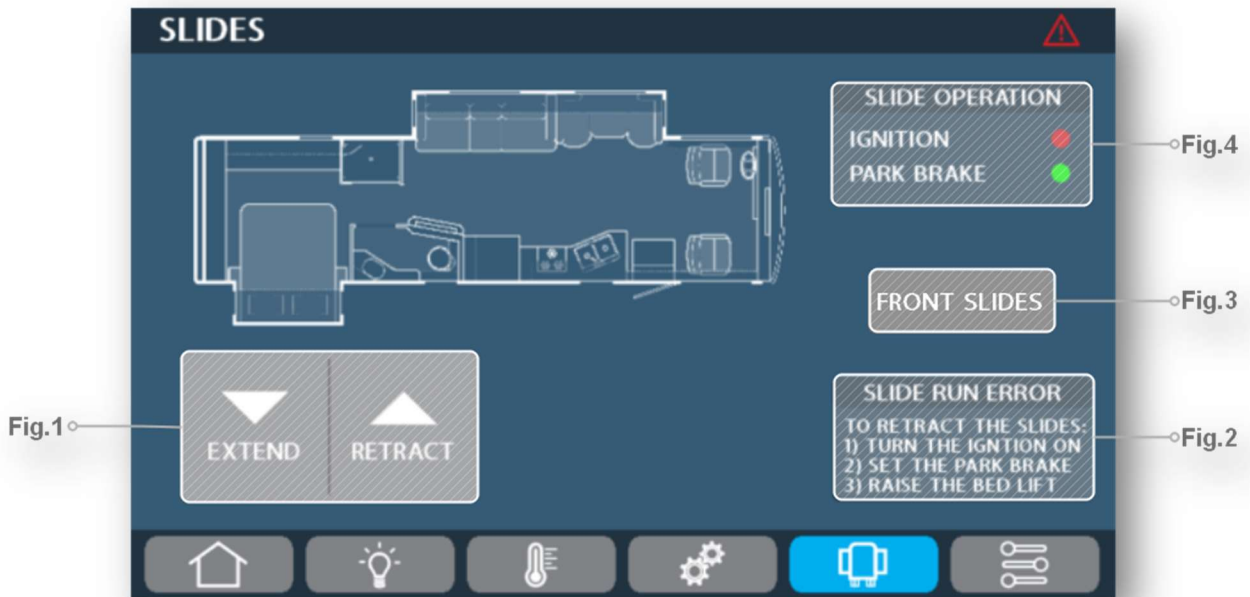 SLIDES
SLIDE OPERATION
IGNITION
PARK BRAKE
Fig.4
FRONT SLIDES
Fig.3
EXTEND
RETRACT
Fig.1
SLIDE RUN ERROR
TO RETRACT THE SLIDES:
1) TURN THE IGNTION ON
2) SET THE PARK BRAKE
3) RAISE THE BED LIFT
Fig.2